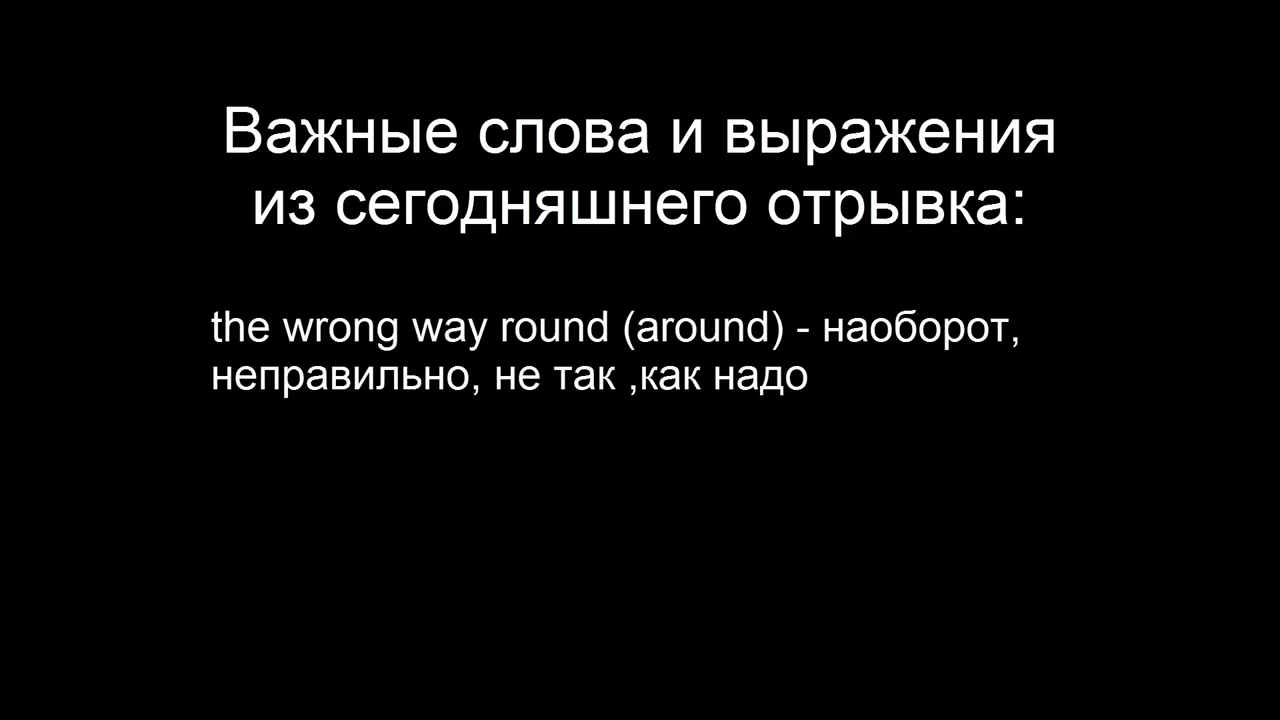 Важные слова и выражения
из сегодняшнего отрывка:
the wrong way round (around) - наоборот,
неправильно, не так ,как надо